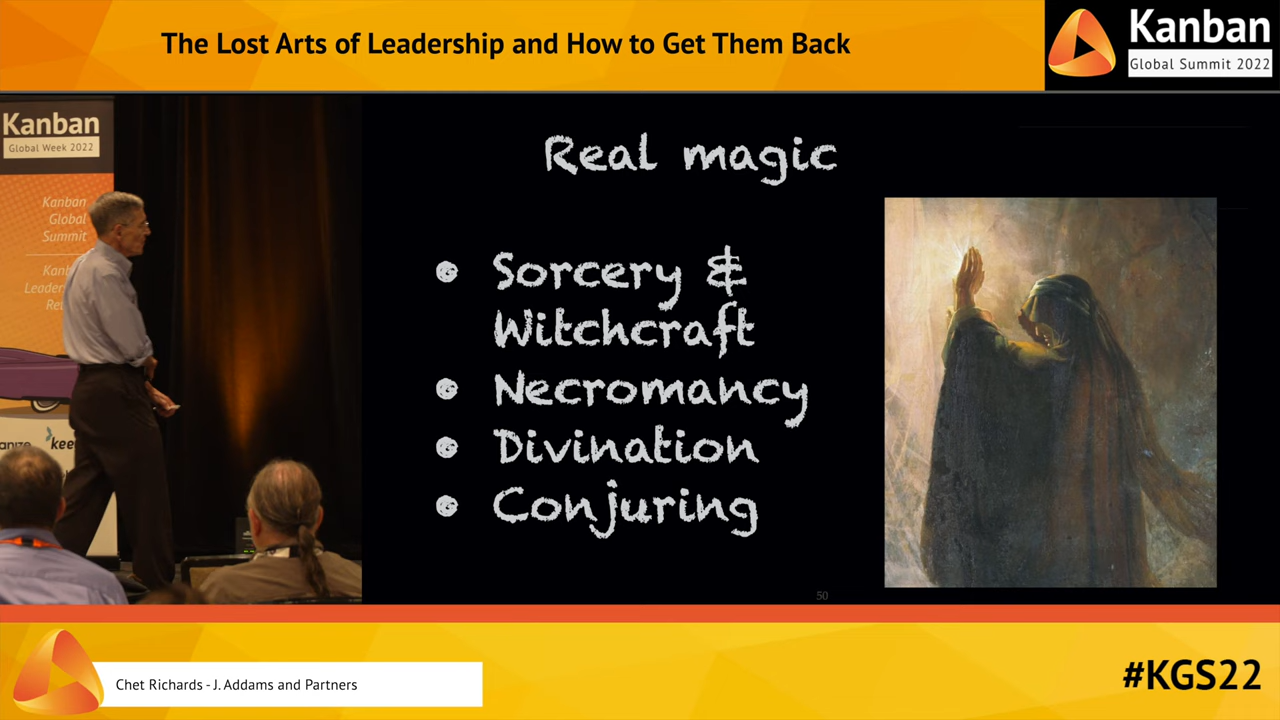 The Lost Arts of Leadership and How to Get Them Back
Kanban
Global Summit 2022
Kanban
Global Week 2022
Kanban
Global
Summit
Real magic
Sorcery &
Witchcraft
Necromancy
Divination
Conjuring
50
Chet Richards - J. Addams and Partners
#KGS22